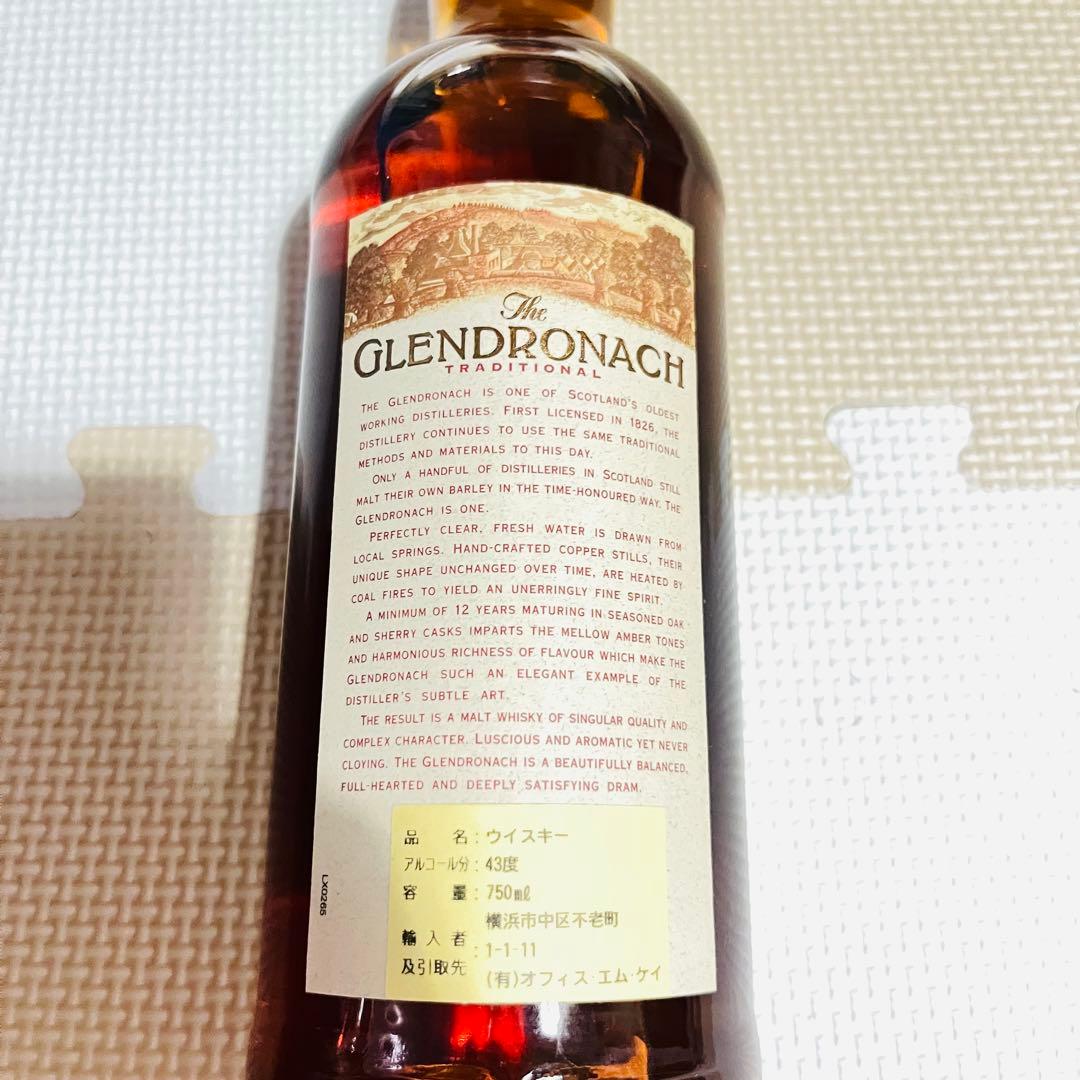 The
GLENDRONACH
TRADITIONAL
THE GLENDRONACH IS ONE OF SCOTLAND'S OLDEST
WORKING DISTILLERIES. FIRST LICENSED IN 1826, THE
DISTILLERY CONTINUES TO USE THE SAME TRADITIONAL
METHODS AND MATERIALS TO THIS DAY.
ONLY A HANDFUL OF DISTILLERIES IN SCOTLAND STILL
MALT THEIR OWN BARLEY IN THE TIME-HONOURED WAY. THE
GLENDRONACH IS ONE.
PERFECTLY CLEAR, FRESH WATER IS DRAWN FROM
LOCAL SPRINGS. HAND-CRAFTED COPPER STILLS, THEIR
UNIQUE SHAPE UNCHANGED OVER TIME, ARE HEATED BY
COAL FIRES TO YIELD AN UNERRINGLY FINE SPIRIT.
A MINIMUM OF 12 YEARS MATURING IN SEASONED OAK
AND SHERRY CASKS IMPARTS THE MELLOW AMBER TONES
AND HARMONIOUS RICHNESS OF FLAVOUR WHICH MAKE THE
GLENDRONACH SUCH AN ELEGANT EXAMPLE OF THE
DISTILLER'S SUBTLE ART.
THE RESULT IS A MALT WHISKY OF SINGULAR QUALITY AND
COMPLEX CHARACTER. LUSCIOUS AND AROMATIC YET NEVER
CLOYING. THE GLENDRONACH IS A BEAUTIFULLY BALANCED,
FULL-HEARTED AND DEEPLY SATISFYING DRAM.
品 名 : ウイスキー
アルコール分 : 43度
容 量 : 750mℓ
横浜市中区不老町
輸入者 : 1-1-11
及引取先 (有)オフィス・エム・ケイ
LX0265